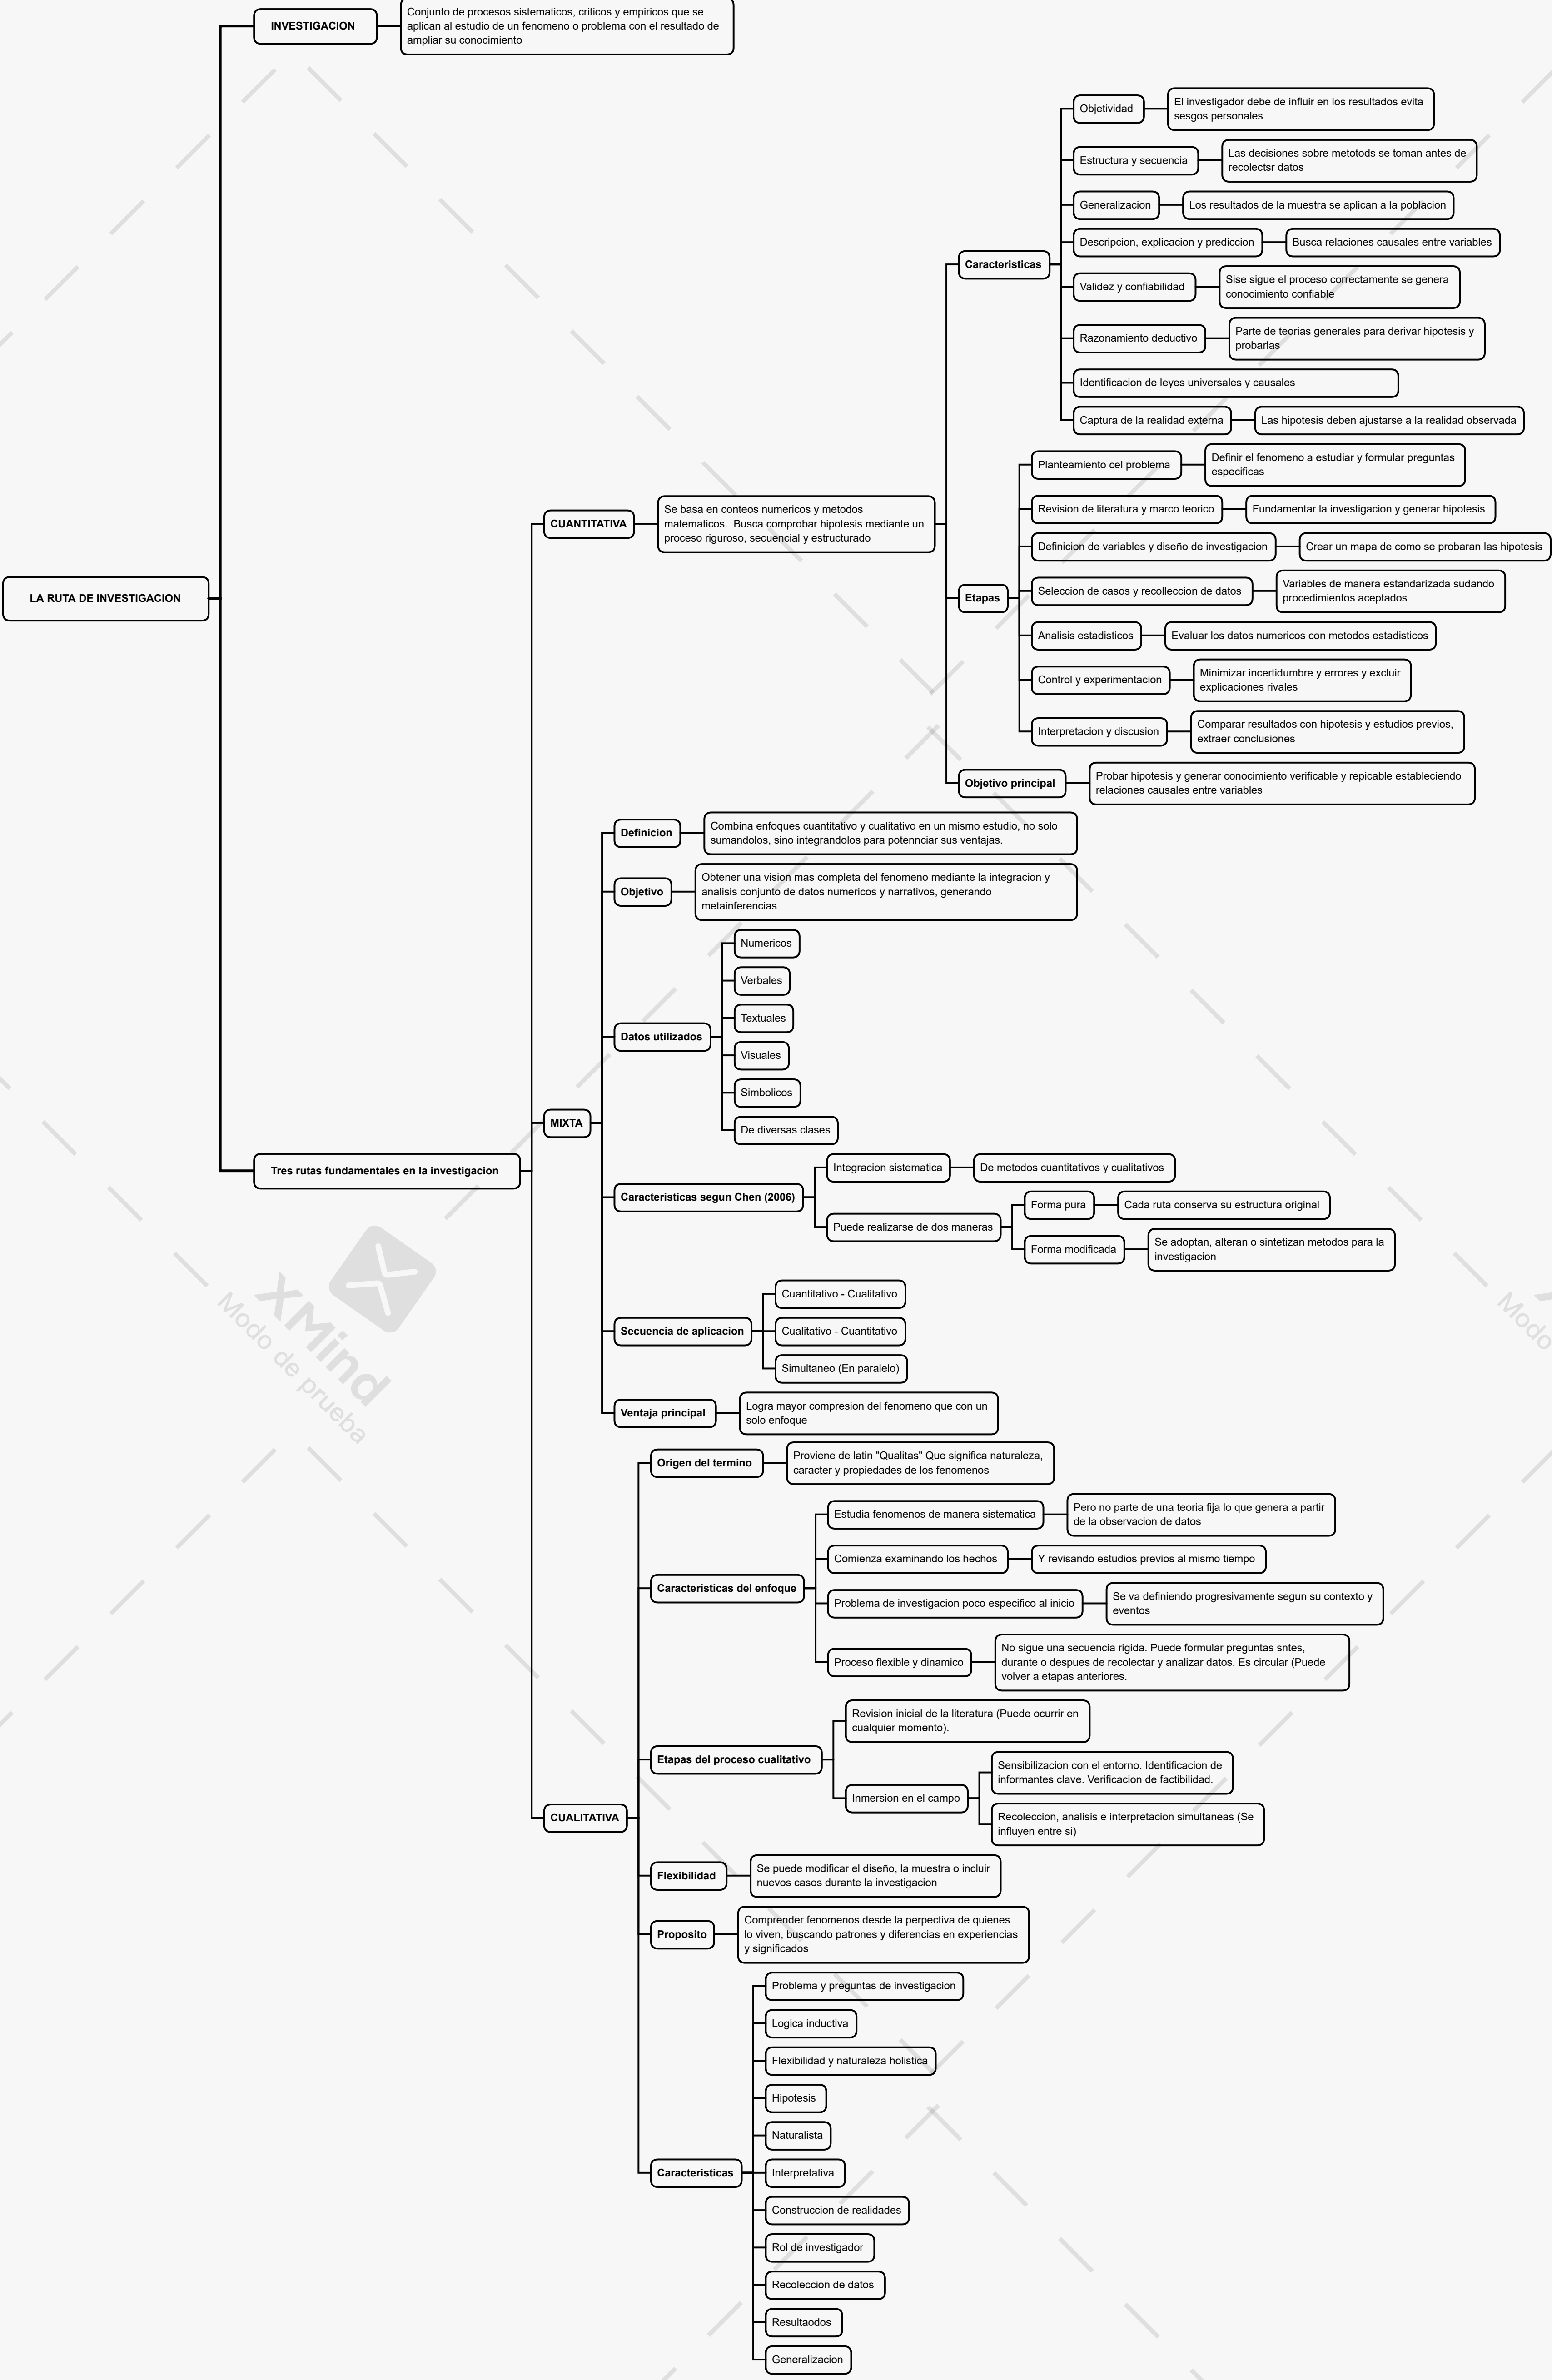 INVESTIGACION
Conjunto de procesos sistematicos, criticos y empiricos que se
aplican al estudio de un fenomeno o problema con el resultado de
ampliar su conocimiento
LA RUTA DE INVESTIGACION
Tres rutas fundamentales en la investigacion
CUANTITATIVA
Se basa en conteos numericos y metodos
matematicos.  Busca comprobar hipotesis mediante un
proceso riguroso, secuencial y estructurado
Caracteristicas
Objetividad
El investigador debe de influir en los resultados evita
sesgos personales
Estructura y secuencia
Las decisiones sobre metotods se toman antes de
recolectsr datos
Generalizacion
Los resultados de la muestra se aplican a la poblacion
Descripcion, explicacion y prediccion
Busca relaciones causales entre variables
Validez y confiabilidad
Sise sigue el proceso correctamente se genera
conocimiento confiable
Razonamiento deductivo
Parte de teorias generales para derivar hipotesis y
probarlas
Identificacion de leyes universales y causales
Captura de la realidad externa
Las hipotesis deben ajustarse a la realidad observada
Etapas
Planteamiento cel problema
Definir el fenomeno a estudiar y formular preguntas
especificas
Revision de literatura y marco teorico
Fundamentar la investigacion y generar hipotesis
Definicion de variables y diseño de investigacion
Crear un mapa de como se probaran las hipotesis
Seleccion de casos y recolleccion de datos
Variables de manera estandarizada sudando
procedimientos aceptados
Analisis estadisticos
Evaluar los datos numericos con metodos estadisticos
Control y experimentacion
Minimizar incertidumbre y errores y excluir
explicaciones rivales
Interpretacion y discusion
Comparar resultados con hipotesis y estudios previos,
extraer conclusiones
Objetivo principal
Probar hipotesis y generar conocimiento verificable y repicable estableciendo
relaciones causales entre variables
MIXTA
Definicion
Combina enfoques cuantitativo y cualitativo en un mismo estudio, no solo
sumandolos, sino integrandolos para potennciar sus ventajas.
Objetivo
Obtener una vision mas completa del fenomeno mediante la integracion y
analisis conjunto de datos numericos y narrativos, generando
metainferencias
Datos utilizados
Numericos
Verbales
Textuales
Visuales
Simbolicos
De diversas clases
Caracteristicas segun Chen (2006)
Integracion sistematica
De metodos cuantitativos y cualitativos
Puede realizarse de dos maneras
Forma pura
Cada ruta conserva su estructura original
Forma modificada
Se adoptan, alteran o sintetizan metodos para la
investigacion
Secuencia de aplicacion
Cuantitativo - Cualitativo
Cualitativo - Cuantitativo
Simultaneo (En paralelo)
Ventaja principal
Logra mayor compresion del fenomeno que con un
solo enfoque
CUALITATIVA
Origen del termino
Proviene de latin "Qualitas" Que significa naturaleza,
caracter y propiedades de los fenomenos
Caracteristicas del enfoque
Estudia fenomenos de manera sistematica
Pero no parte de una teoria fija lo que genera a partir
de la observacion de datos
Comienza examinando los hechos
Y revisando estudios previos al mismo tiempo
Problema de investigacion poco especifico al inicio
Se va definiendo progresivamente segun su contexto y
eventos
Proceso flexible y dinamico
No sigue una secuencia rigida. Puede formular preguntas sntes,
durante o despues de recolectar y analizar datos. Es circular (Puede
volver a etapas anteriores.
Etapas del proceso cualitativo
Revision inicial de la literatura (Puede ocurrir en
cualquier momento).
Inmersion en el campo
Sensibilizacion con el entorno. Identificacion de
informantes clave. Verificacion de factibilidad.
Recoleccion, analisis e interpretacion simultaneas (Se
influyen entre si)
Flexibilidad
Se puede modificar el diseño, la muestra o incluir
nuevos casos durante la investigacion
Proposito
Comprender fenomenos desde la perpectiva de quienes
lo viven, buscando patrones y diferencias en experiencias
y significados
Caracteristicas
Problema y preguntas de investigacion
Logica inductiva
Flexibilidad y naturaleza holistica
Hipotesis
Naturalista
Interpretativa
Construccion de realidades
Rol de investigador
Recoleccion de datos
Resultaodos
Generalizacion
XMind
Modo de prueba
X
Modo